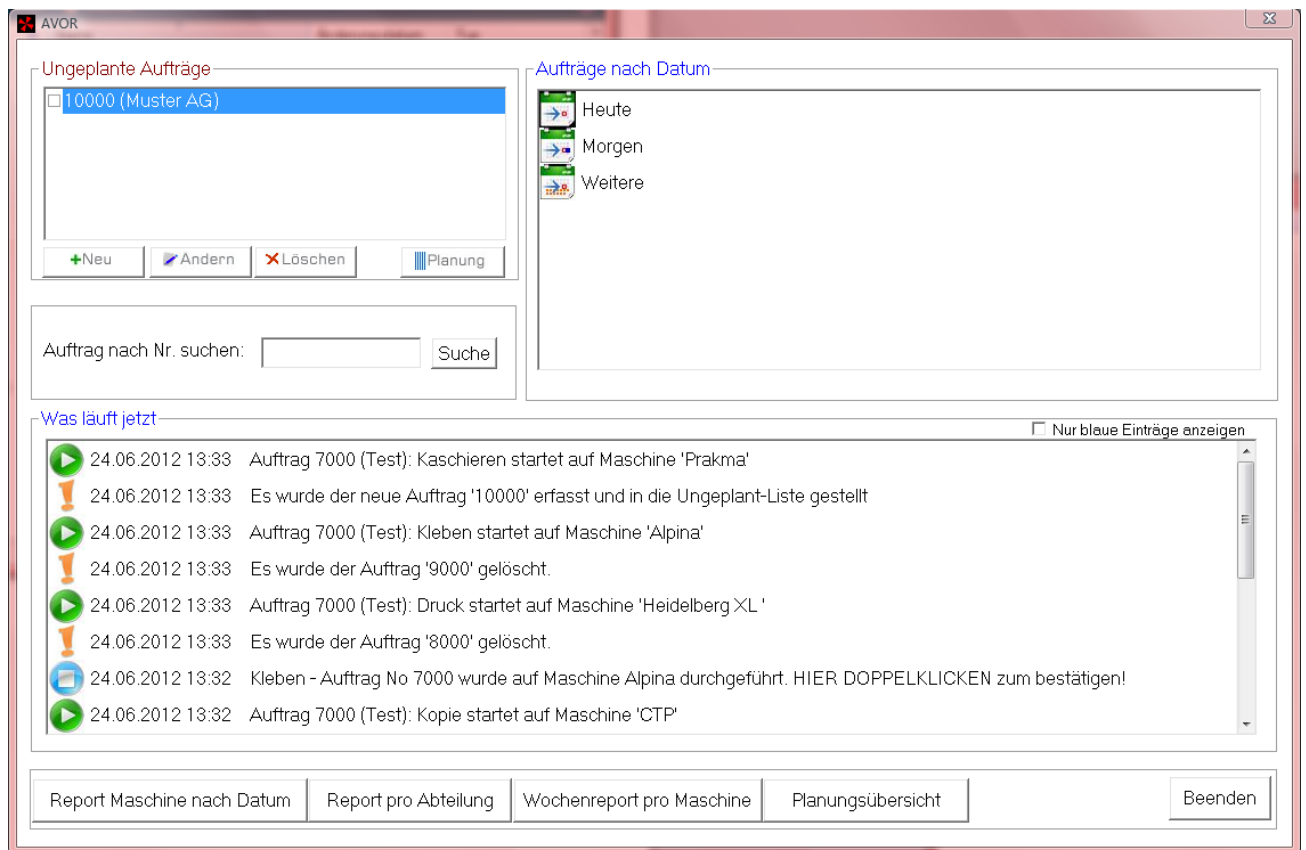 AVOR
Ungeplante Aufträge
10000 (Muster AG)
Neu
Ändern
Löschen
Planung
Aufträge nach Datum
Heute
Morgen
Weitere
Auftrag nach Nr. suchen:
Suche
Was läuft jetzt
Nur blaue Einträge anzeigen
24.06.2012 13:33 Auftrag 7000 (Test): Kaschieren startet auf Maschine 'Prakma'
24.06.2012 13:33 Es wurde der neue Auftrag '10000' erfasst und in die Ungeplant-Liste gestellt
24.06.2012 13:33 Auftrag 7000 (Test): Kleben startet auf Maschine 'Alpina'
24.06.2012 13:33 Es wurde der Auftrag '9000' gelöscht.
24.06.2012 13:33 Auftrag 7000 (Test): Druck startet auf Maschine 'Heidelberg XL '
24.06.2012 13:33 Es wurde der Auftrag '8000' gelöscht.
24.06.2012 13:32 Kleben - Auftrag No 7000 wurde auf Maschine Alpina durchgeführt. HIER DOPPELKLICKEN zum bestätigen!
24.06.2012 13:32 Auftrag 7000 (Test): Kopie startet auf Maschine 'CTP'
Report Maschine nach Datum
Report pro Abteilung
Wochenreport pro Maschine
Planungsübersicht
Beenden